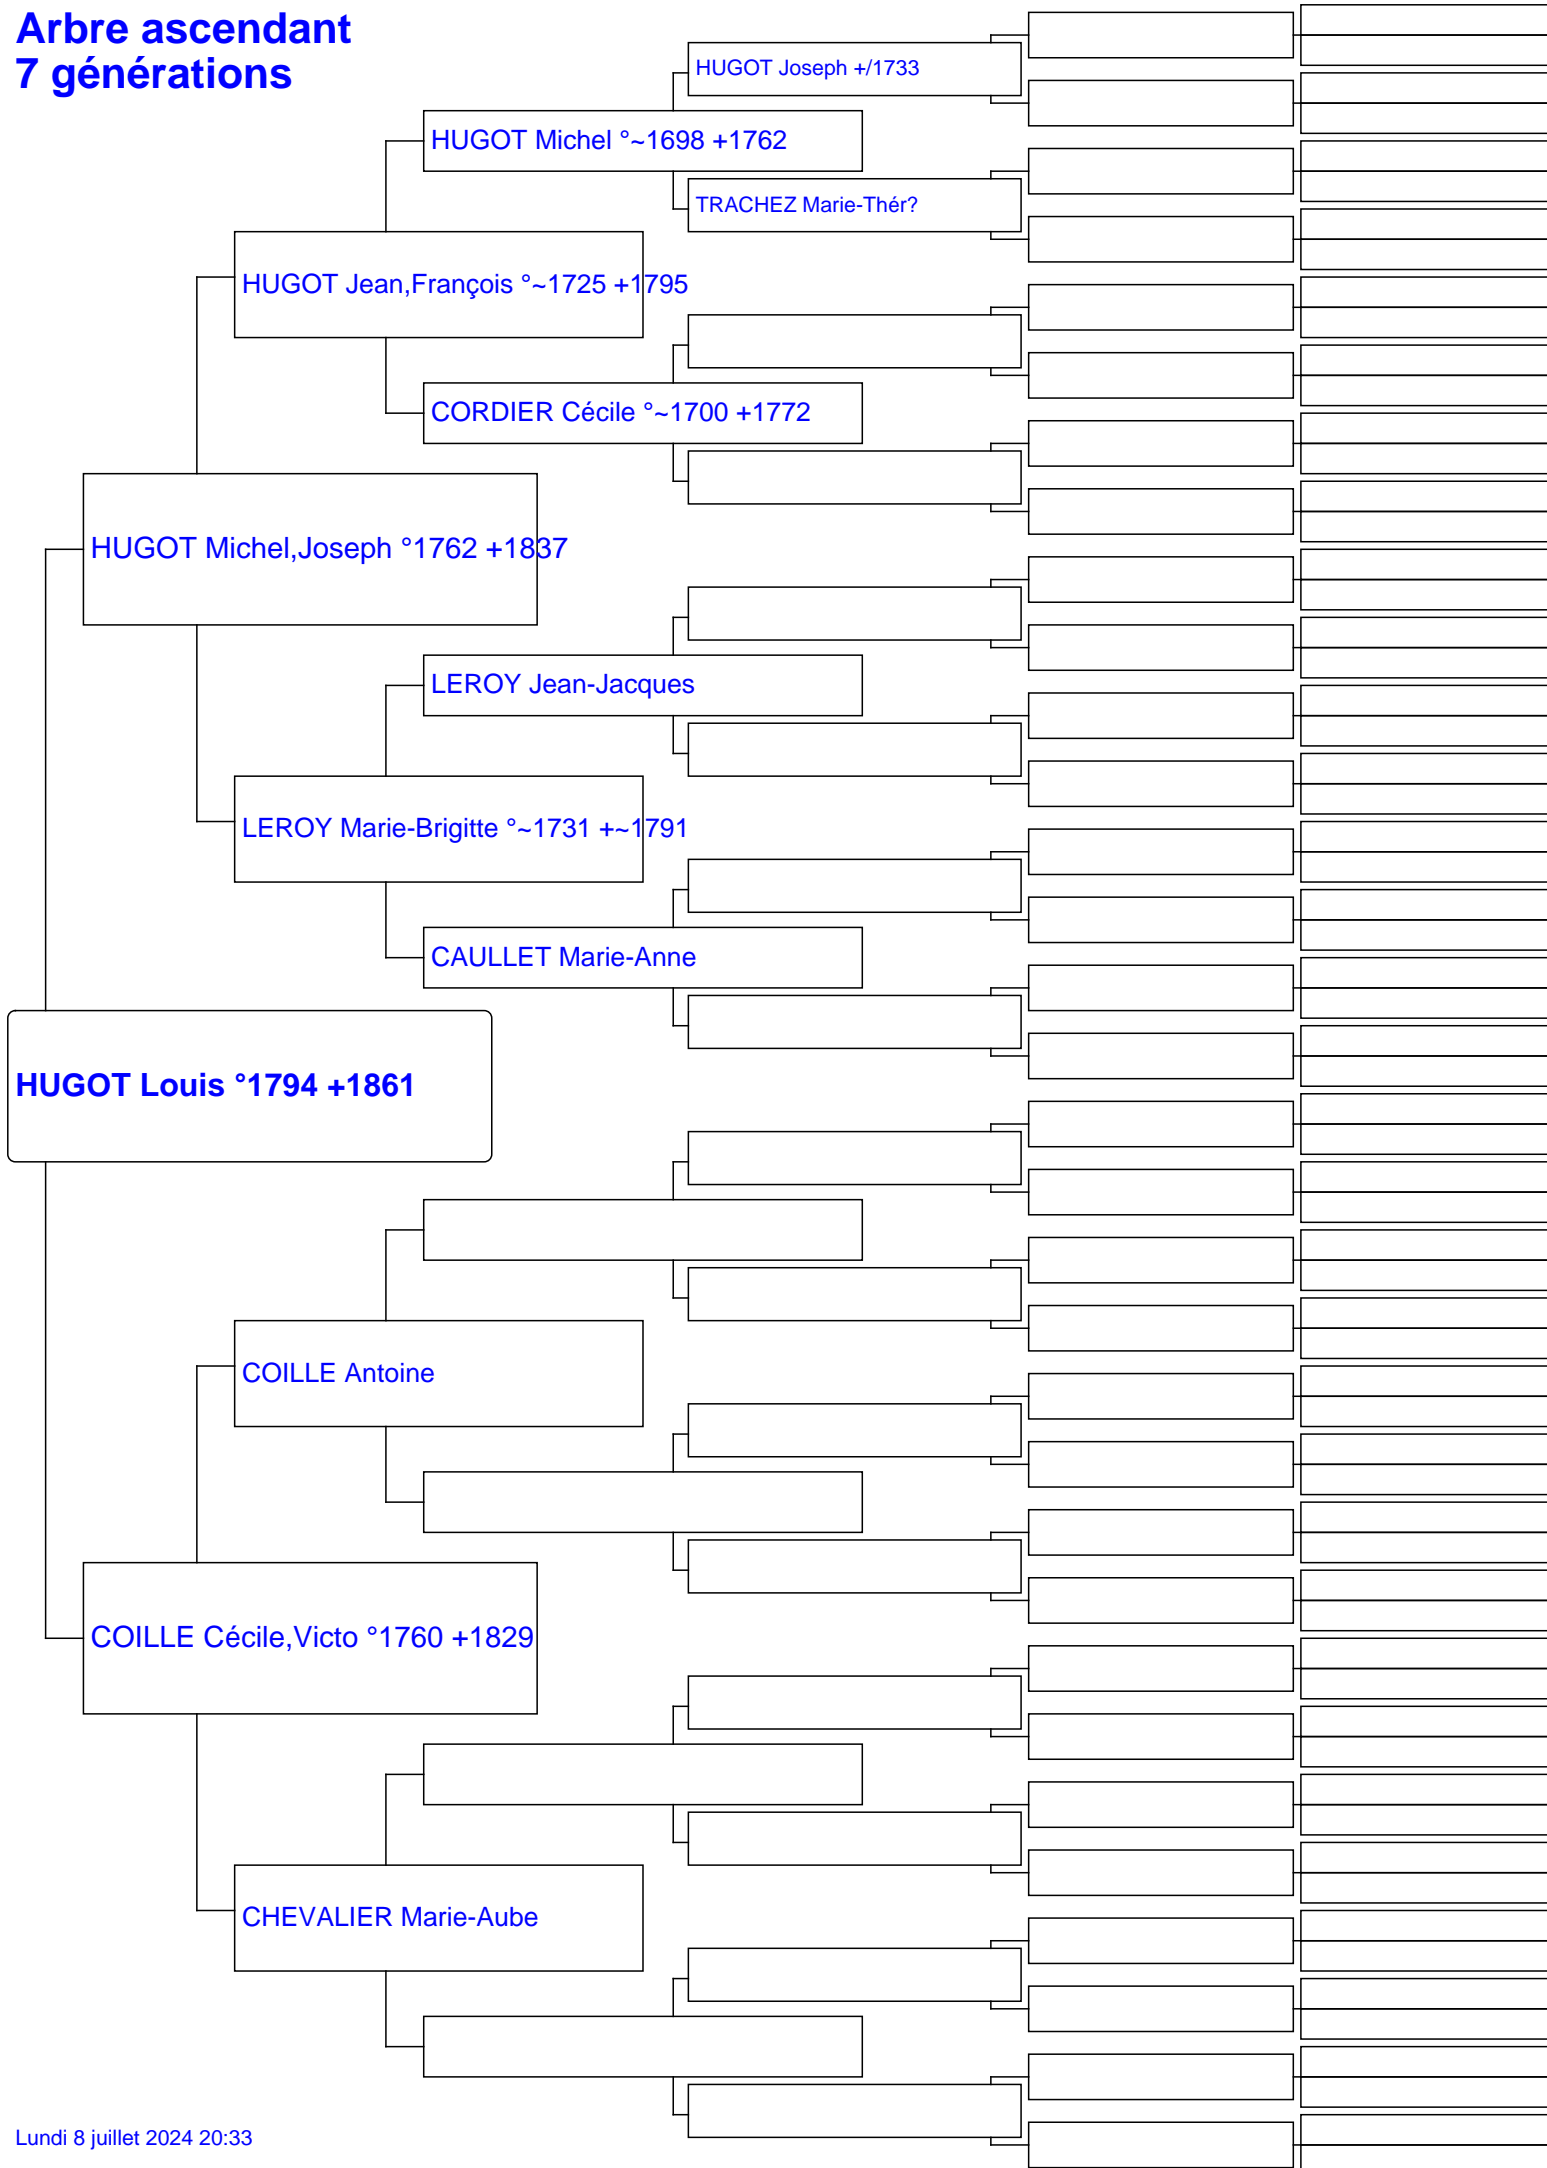 Arbre ascendant
7 générations
HUGOT Joseph +/1733
HUGOT Michel °~1698 +1762
TRACHEZ Marie-Thér?
HUGOT Jean,François °~1725 +1795
CORDIER Cécile °~1700 +1772
HUGOT Michel,Joseph °1762 +1837
LEROY Jean-Jacques
LEROY Marie-Brigitte °~1731 +~1791
CAULLET Marie-Anne
HUGOT Louis °1794 +1861
COILLE Antoine
COILLE Cécile,Victo °1760 +1829
CHEVALIER Marie-Aube
Lundi 8 juillet 2024 20:33